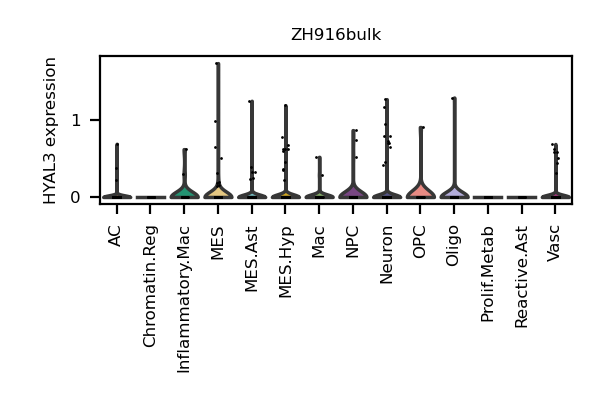 ZH916bulk
HYAL3 expression
1
0
AC
Chromatin.Reg
Inflammatory.Mac
MES
MES.Ast
MES.Hyp
Mac
NPC
Neuron
OPC
Oligo
Prolif.Metab
Reactive.Ast
Vasc